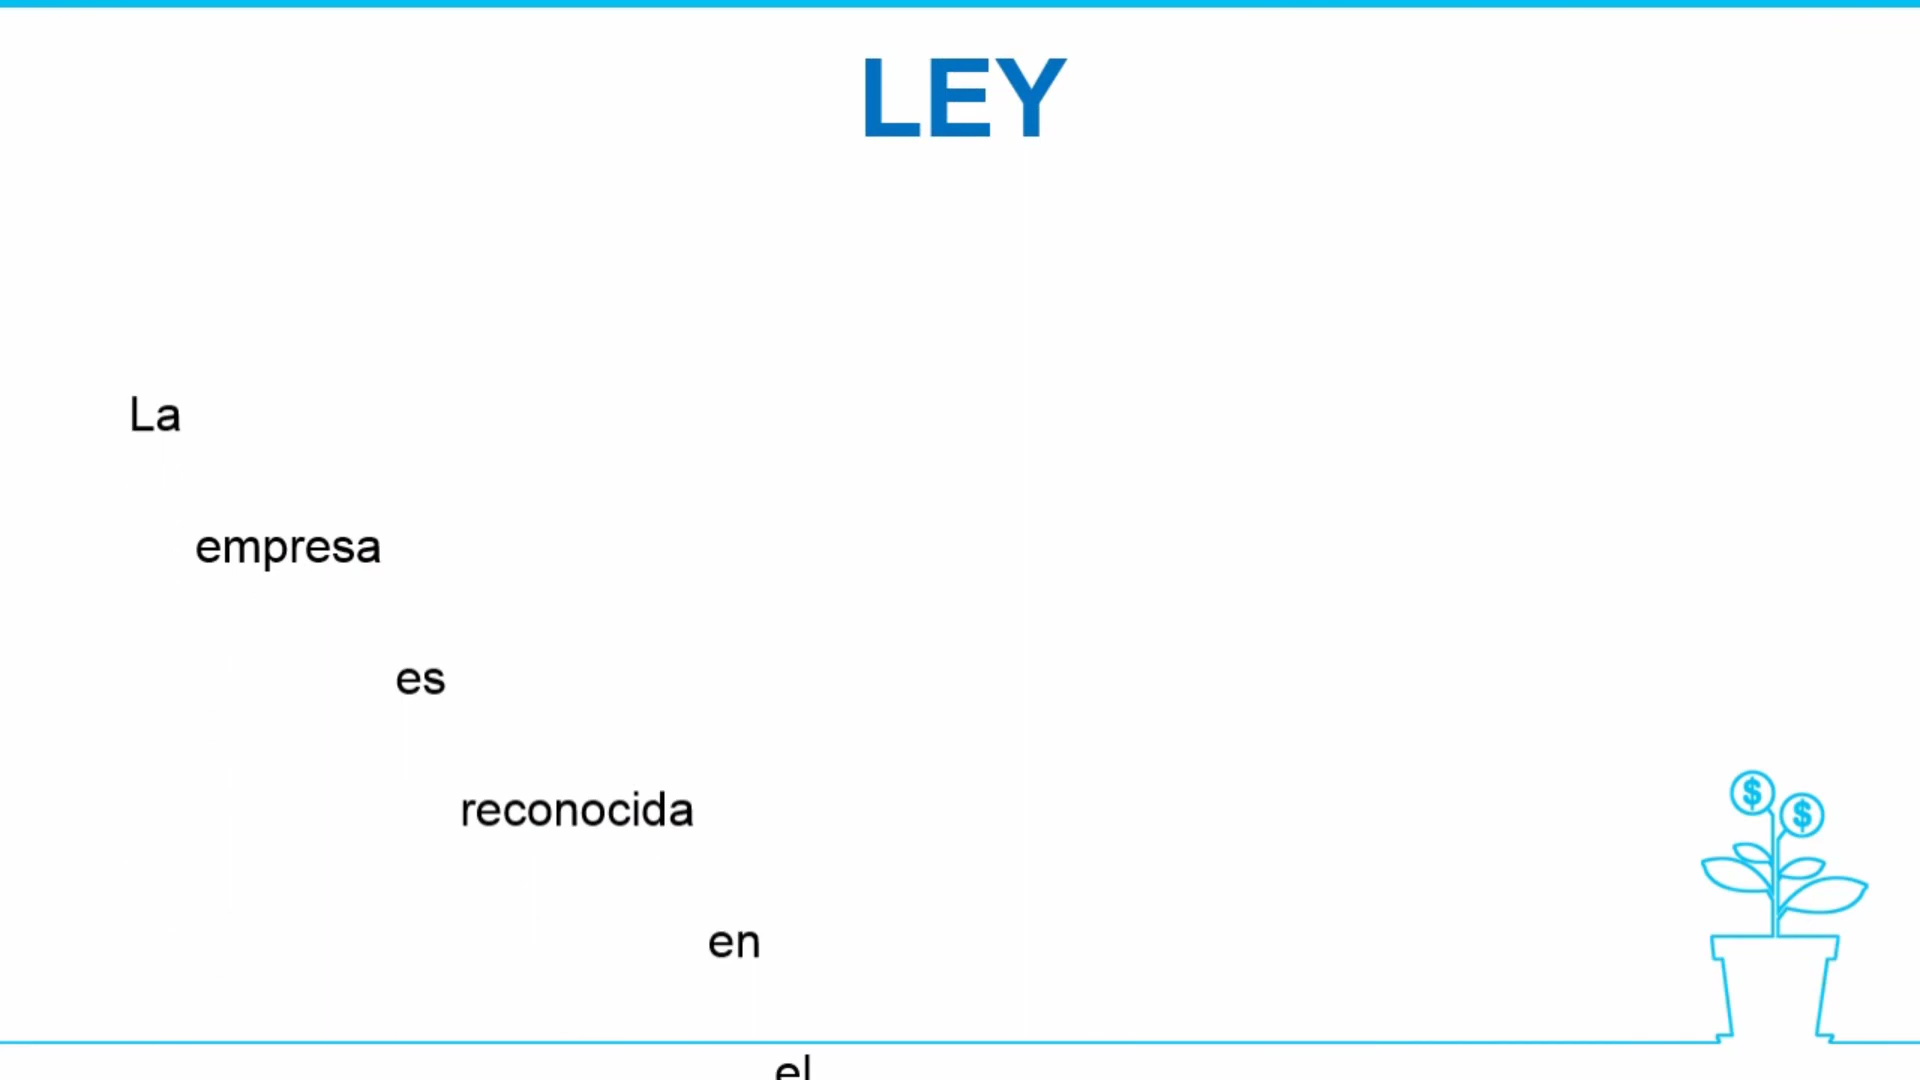 LEY
La
empresa
es
reconocida
en
el
$
$